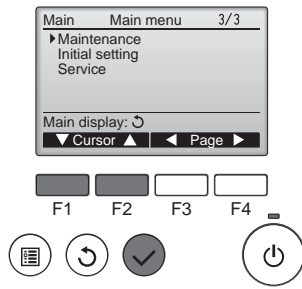 Main Main menu 3/3
Maintenance
Initial setting
Service
Main display:
Cursor Page
F1 F2 F3 F4